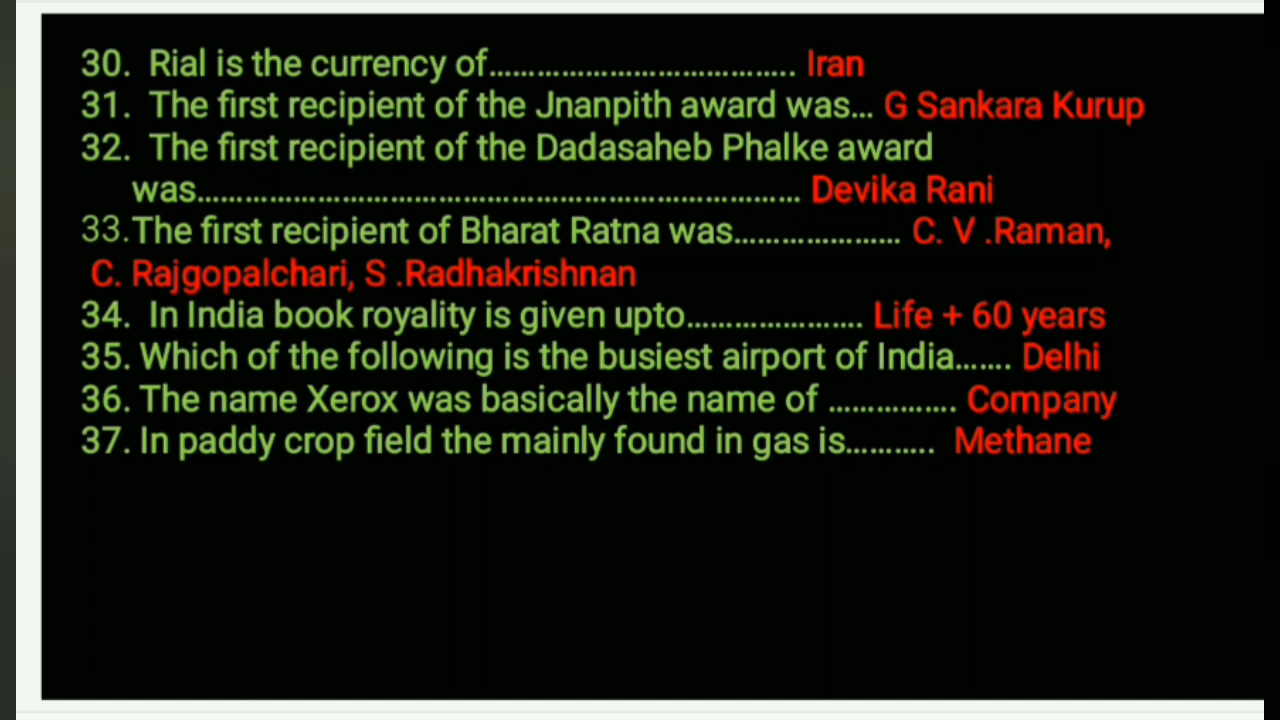 30. Rial is the currency of....................................... Iran
31. The first recipient of the Jnanpith award was... G Sankara Kurup
32. The first recipient of the Dadasaheb Phalke award
was........................................................................ Devika Rani
33.The first recipient of Bharat Ratna was..................... C. V .Raman,
C. Rajgopalchari, S .Radhakrishnan
34. In India book royality is given upto...................... Life + 60 years
35. Which of the following is the busiest airport of India....... Delhi
36. The name Xerox was basically the name of ................ Company
37. In paddy crop field the mainly found in gas is........... Methane